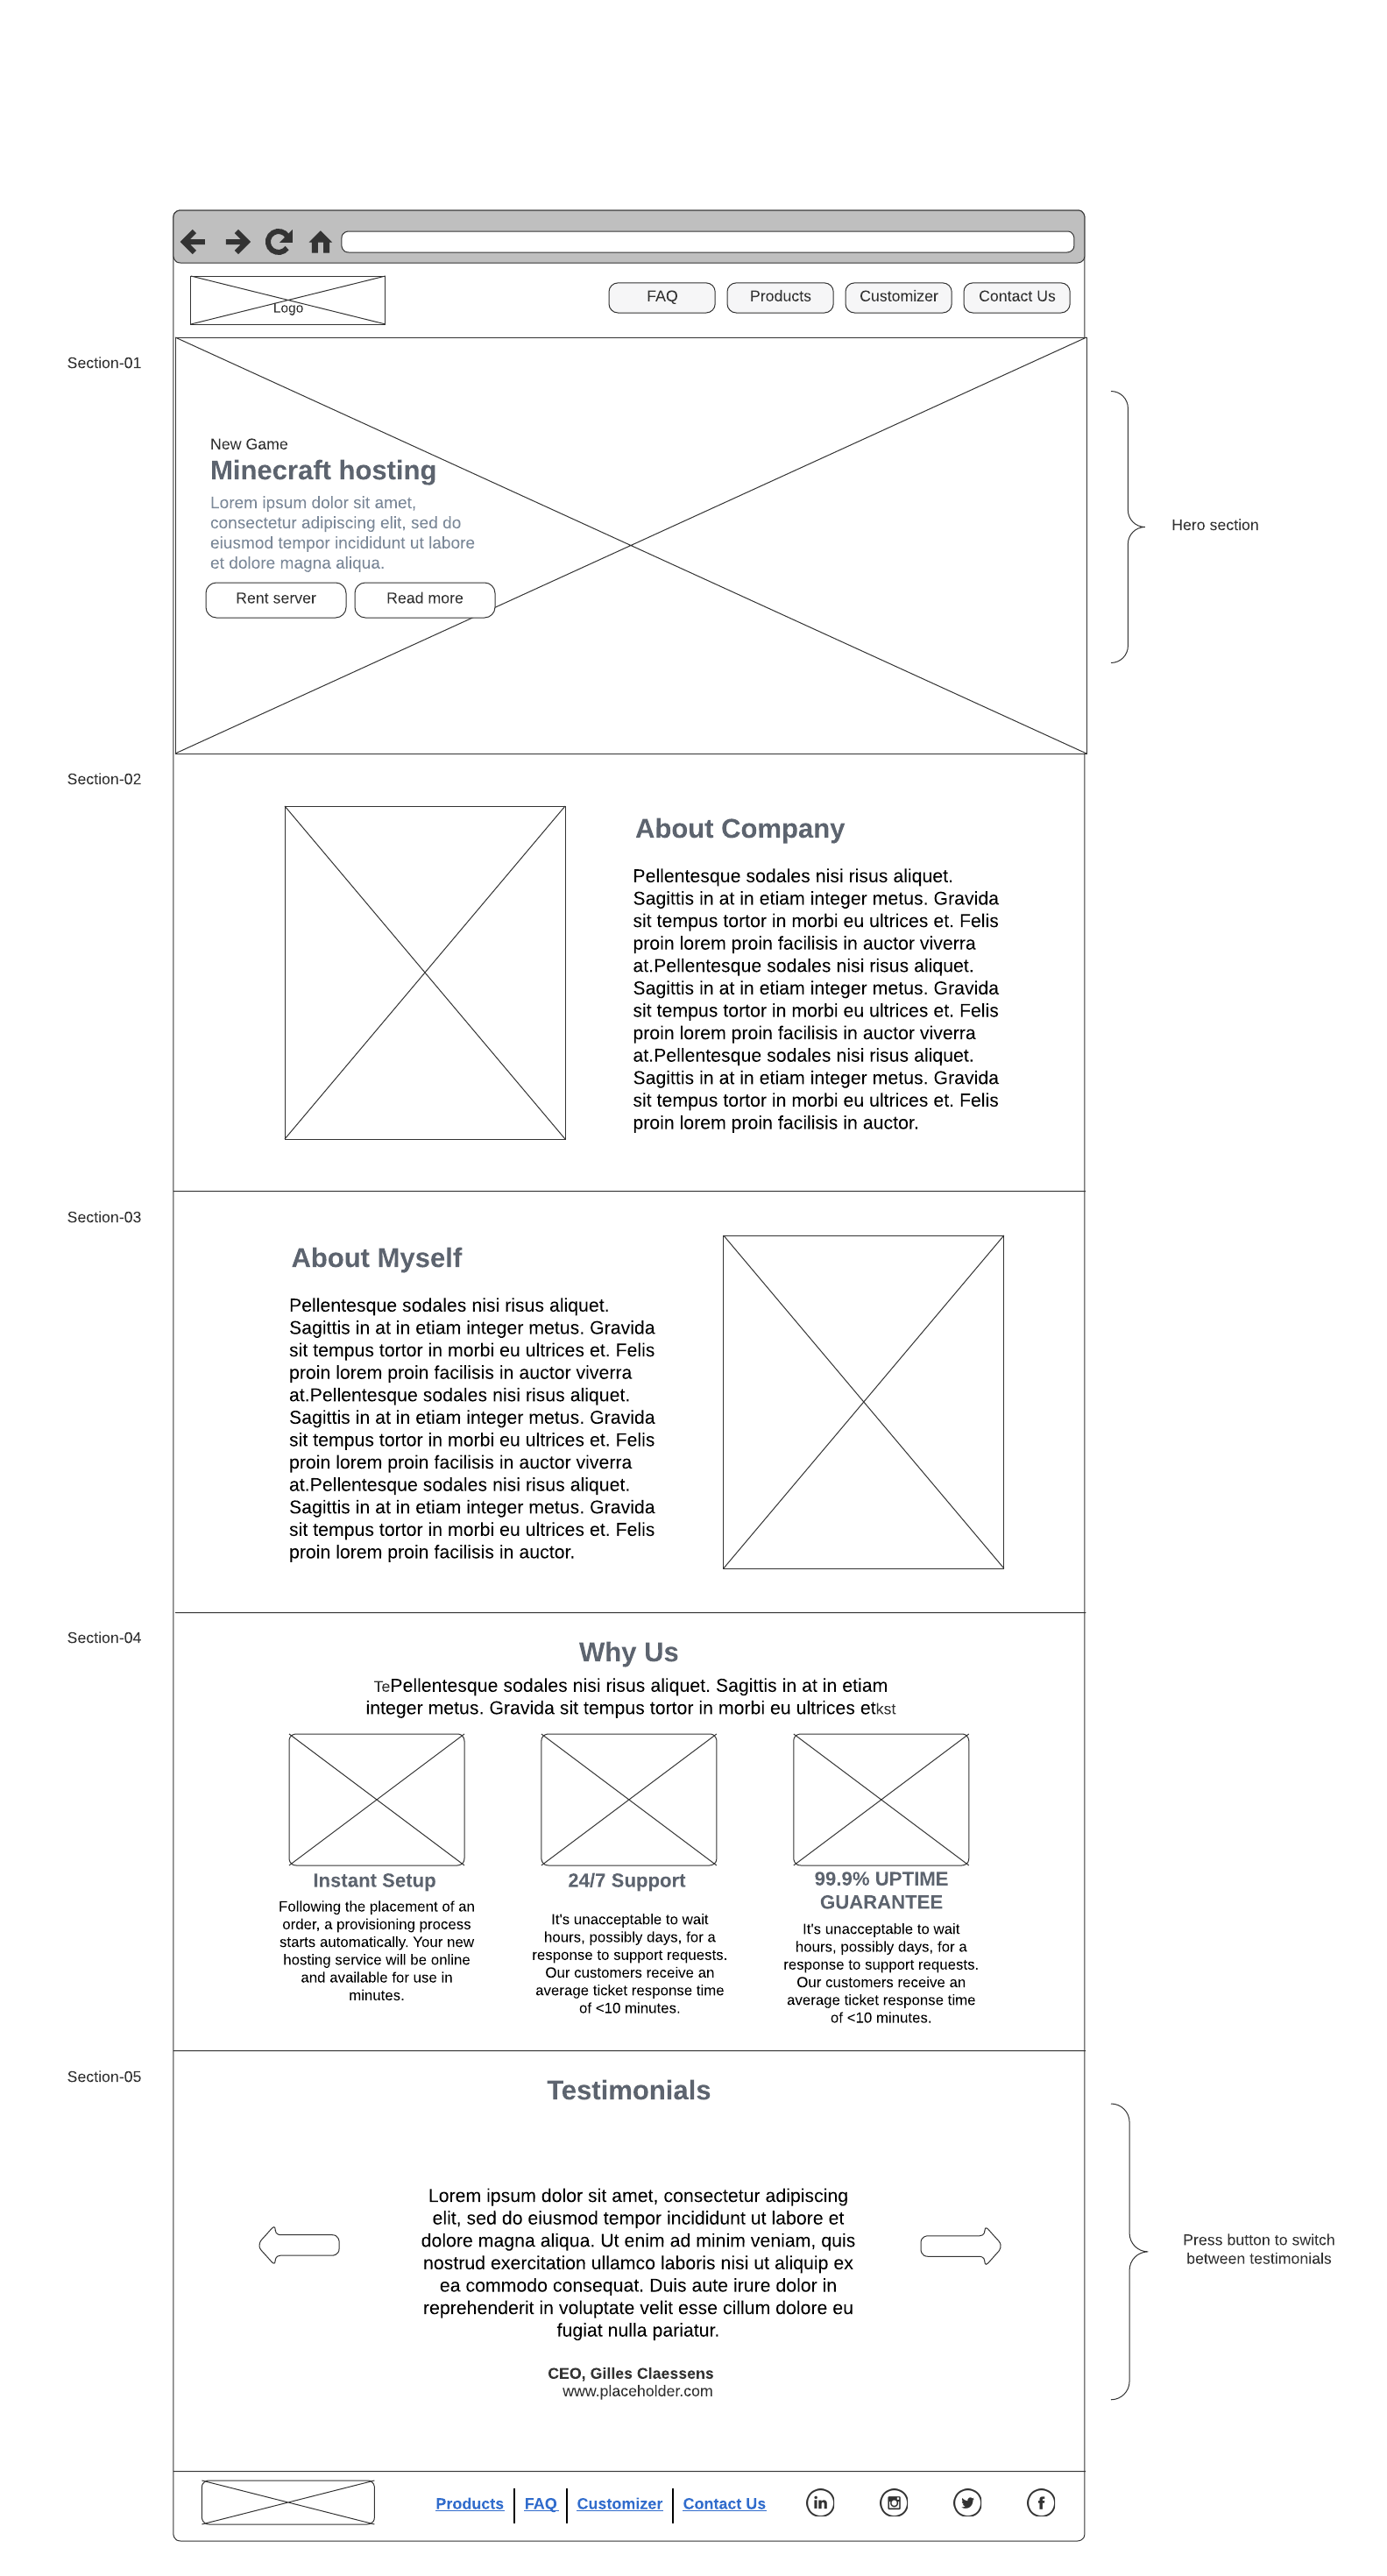 Logo
FAQ
Products
Customizer
Contact Us
Section-01
New Game
Minecraft hosting
Lorem ipsum dolor sit amet,
consectetur adipiscing elit, sed do
eiusmod tempor incididunt ut labore
et dolore magna aliqua.
Rent server
Read more
Hero section
Section-02
About Company
Pellentesque sodales nisi risus aliquet.
Sagittis in at in etiam integer metus. Gravida
sit tempus tortor in morbi eu ultrices et. Felis
proin lorem proin facilisis in auctor viverra
at.Pellentesque sodales nisi risus aliquet.
Sagittis in at in etiam integer metus. Gravida
sit tempus tortor in morbi eu ultrices et. Felis
proin lorem proin facilisis in auctor viverra
at.Pellentesque sodales nisi risus aliquet.
Sagittis in at in etiam integer metus. Gravida
sit tempus tortor in morbi eu ultrices et. Felis
proin lorem proin facilisis in auctor.
Section-03
About Myself
Pellentesque sodales nisi risus aliquet.
Sagittis in at in etiam integer metus. Gravida
sit tempus tortor in morbi eu ultrices et. Felis
proin lorem proin facilisis in auctor viverra
at.Pellentesque sodales nisi risus aliquet.
Sagittis in at in etiam integer metus. Gravida
sit tempus tortor in morbi eu ultrices et. Felis
proin lorem proin facilisis in auctor viverra
at.Pellentesque sodales nisi risus aliquet.
Sagittis in at in etiam integer metus. Gravida
sit tempus tortor in morbi eu ultrices et. Felis
proin lorem proin facilisis in auctor.
Section-04
Why Us
TePellentesque sodales nisi risus aliquet. Sagittis in at in etiam
integer metus. Gravida sit tempus tortor in morbi eu ultrices etkst
Instant Setup
Following the placement of an
order, a provisioning process
starts automatically. Your new
hosting service will be online
and available for use in
minutes.
24/7 Support
It's unacceptable to wait
hours, possibly days, for a
response to support requests.
Our customers receive an
average ticket response time
of <10 minutes.
99.9% UPTIME
GUARANTEE
It's unacceptable to wait
hours, possibly days, for a
response to support requests.
Our customers receive an
average ticket response time
of <10 minutes.
Section-05
Testimonials
Lorem ipsum dolor sit amet, consectetur adipiscing
elit, sed do eiusmod tempor incididunt ut labore et
dolore magna aliqua. Ut enim ad minim veniam, quis
nostrud exercitation ullamco laboris nisi ut aliquip ex
ea commodo consequat. Duis aute irure dolor in
reprehenderit in voluptate velit esse cillum dolore eu
fugiat nulla pariatur.
CEO, Gilles Claessens
www.placeholder.com
Press button to switch
between testimonials
Products
FAQ
Customizer
Contact Us